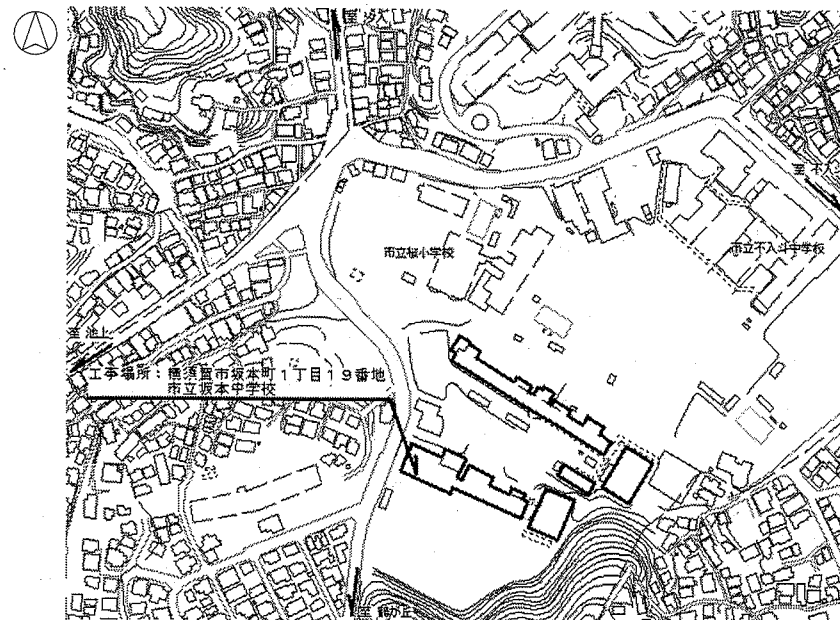 至 汐入
至 不入
市立桜小学校
市立不入斗中学校
至 池上
工事場所：横須賀市坂本町1丁目19番地
市立坂本中学校
至 鶴が丘